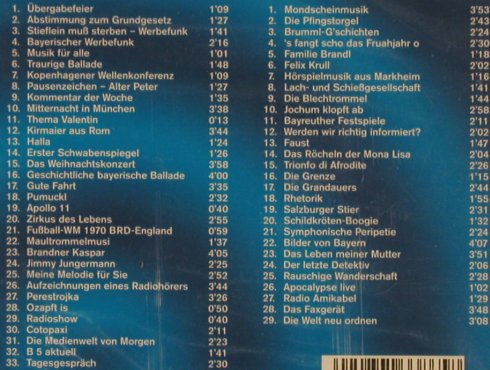 1. Übergabefeier 1'09
2. Abstimmung zum Grundgesetz 1'27
3. Stieflein muß sterben – Werbefunk 1'41
4. Bayerischer Werbefunk 2'16
5. Musik für alle 1'01
6. Traurige Ballade 1'48
7. Kopenhagener Wellenkonferenz 1'09
8. Pausenzeichen – Alter Peter 1'27
9. Kommentar der Woche 1'35
10. Mitternacht in München 3'38
11. Thema Valentin 0'13
12. Kirmaier aus Rom 3'44
13. Halla 1'24
14. Erster Schwabenspiegel 1'26
15. Das Weihnachtskonzert 3'58
16. Geschichtliche bayerische Ballade 4'00
17. Gute Fahrt 3'35
18. Pumuckl 2'32
19. Apollo 11 0'40
20. Zirkus des Lebens 2'55
21. Fußball-WM 1970 BRD-England 0'59
22. Maultrommelmusi 1'37
23. Brandner Kaspar 4'05
24. Jimmy Jungermann 2'25
25. Meine Melodie für Sie 2'52
26. Aufzeichnungen eines Radiohörers 3'44
27. Perestrojka 3'26
28. Ozapft is 0'50
29. Radioshow 0'40
30. Cotopaxi 2'11
31. Die Medienwelt von Morgen 2'23
32. B 5 aktuell 1'41
33. Tagesgespräch 2'30
1. Mondscheinmusik 3'53
2. Die Pfingstorgel 2'43
3. Brumml-G'schichten 2'24
4. 's fangt scho das Fruahjahr o 2'30
5. Familie Brandl 1'18
6. Felix Krull 2'02
7. Hörspielmusik aus Markheim 1'16
8. Lach- und Schießgesellschaft 2'31
9. Die Blechtrommel 1'44
10. Jochum klopft ab 2'58
11. Bayreuther Festspiele 2'11
12. Werden wir richtig informiert? 2'02
13. Faust 1'47
14. Das Röcheln der Mona Lisa 2'04
15. Trionfo di Afrodite 2'26
16. Die Grenze 1'15
17. Die Grandauers 2'44
18. Rhetorik 1'55
19. Salzburger Stier 2'31
20. Schildkröten-Boogie 1'32
21. Symphonische Peripetie 2'24
22. Bilder von Bayern 4'07
23. Das Leben meiner Mutter 3'51
24. Der letzte Detektiv 2'06
25. Rauschige Wanderschaft 2'28
26. Apocalypse live 1'02
27. Radio Amikabel 1'29
28. Das Faxgerät 3'48
29. Die Welt neu ordnen 3'08